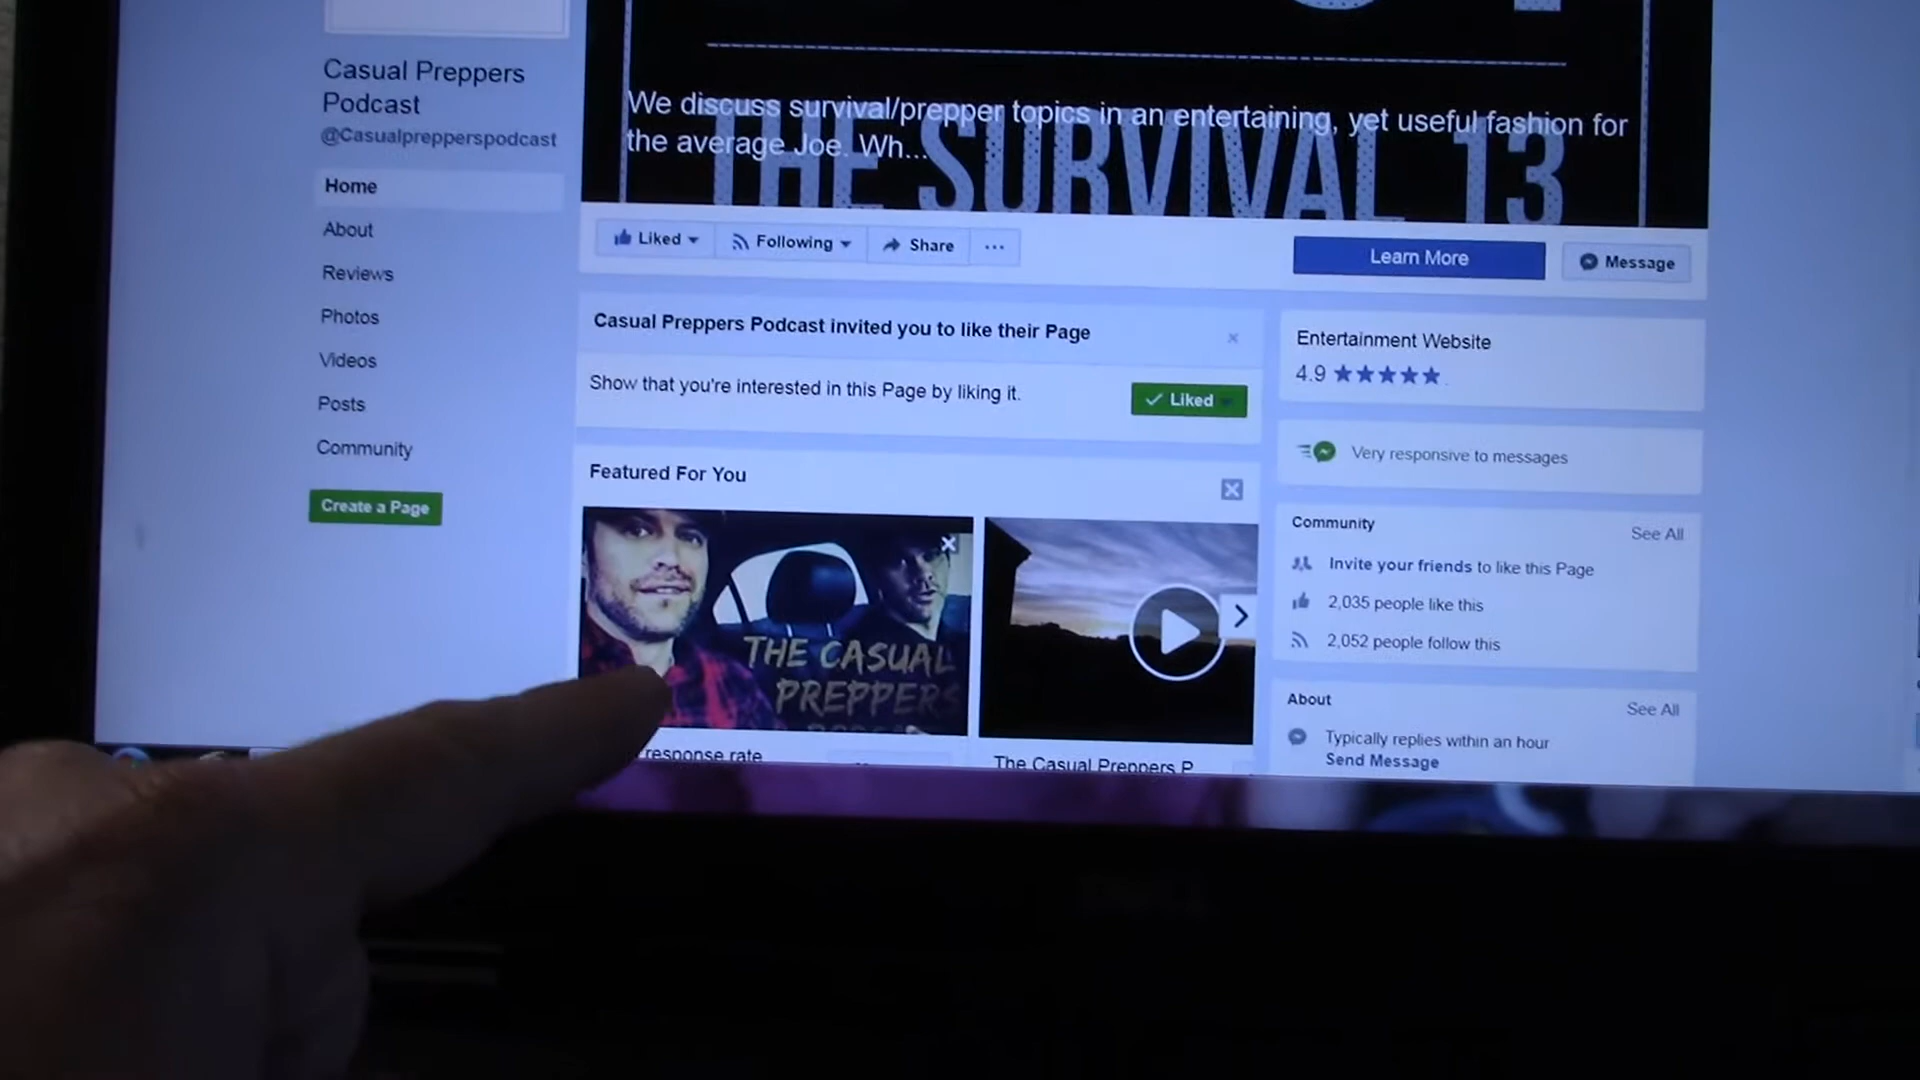 Casual Preppers
Podcast
@Casualprepperspodcast
Home
About
Reviews
Photos
Videos
Posts
Community
Create a Page
We discuss survival/prepper topics in an entertaining, yet useful fashion for
the average Joe. Wh...
THE SURVIVAL 13
Liked
Following
Share
...
Learn More
Message
Casual Preppers Podcast invited you to like their Page
Show that you're interested in this Page by liking it.
Liked
Featured For You
THE CASUAL
PREPPERS
response rate
The Casual Preppers P
Entertainment Website
4.9
Very responsive to messages
Community
See All
Invite your friends to like this Page
2,035 people like this
2,052 people follow this
About
See All
Typically replies within an hour
Send Message